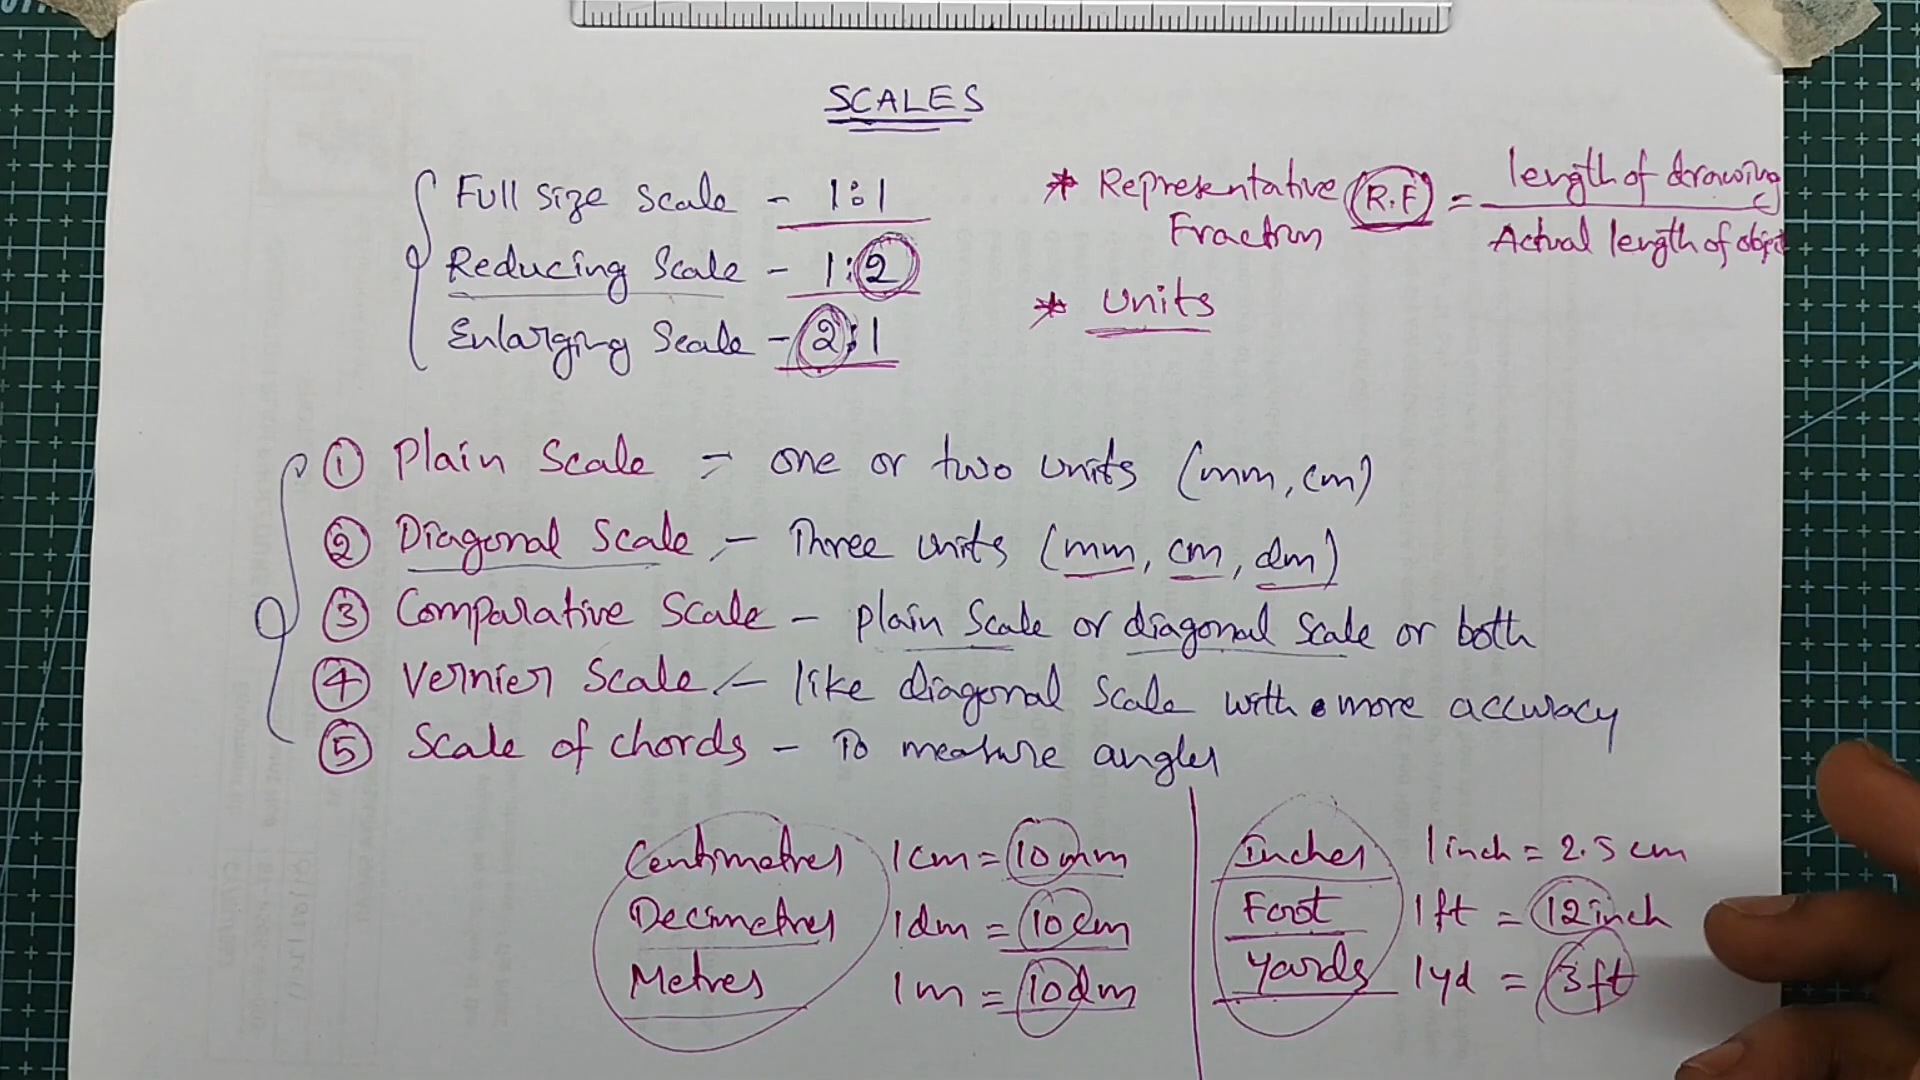 SCALES
Full size scale - 1:1
Reducing Scale - 1:2
Enlarging Scale - 2:1
* Representative Fraction (R.F) = length of drawing
Actual length of object
* Units
① Plain Scale - one or two units (mm, cm)
② Diagonal Scale - Three units (mm, cm, dm)
③ Comparative Scale - plain scale or diagonal scale or both
④ Vernier Scale - like diagonal scale with more accuracy
⑤ Scale of chords - To measure angles
Centimetres 1cm = 10mm
Decimetres 1dm = 10cm
Metres 1m = 10dm
Inches 1 inch = 2.5 cm
Foot 1ft = 12 inch
Yards 1yd = 3ft